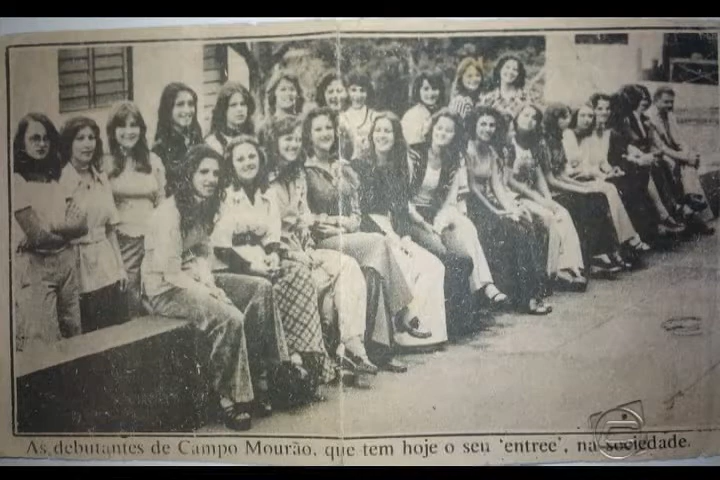 As debutantes de Campo Mourão, que tem hoje o seu 'entree', na sociedade.